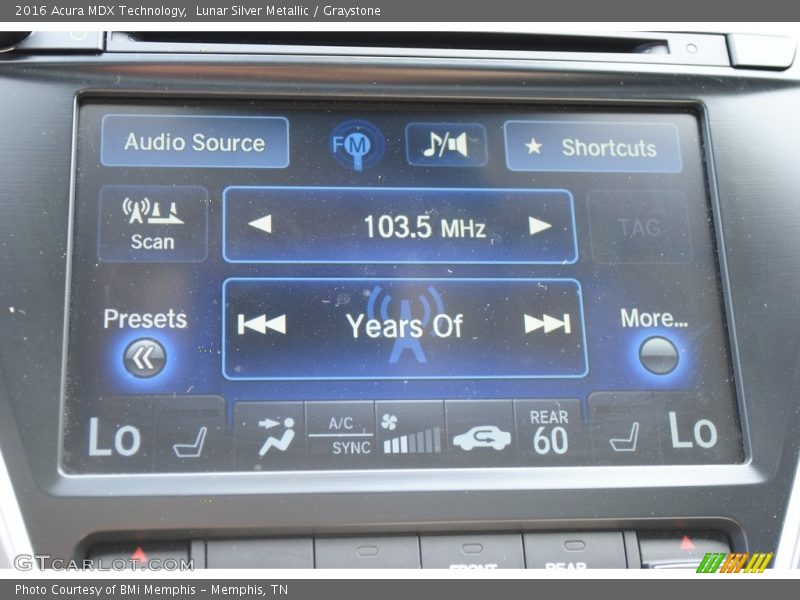 2016 Acura MDX Technology,  Lunar Silver Metallic / Graystone
Audio Source
FM
Shortcuts
Scan
103.5 MHz
TAG
Presets
Years Of
More...
Lo
A/C
SYNC
REAR
60
Lo
FRONT
REAR
GTCARLOT.COM
Photo Courtesy of BMi Memphis – Memphis, TN